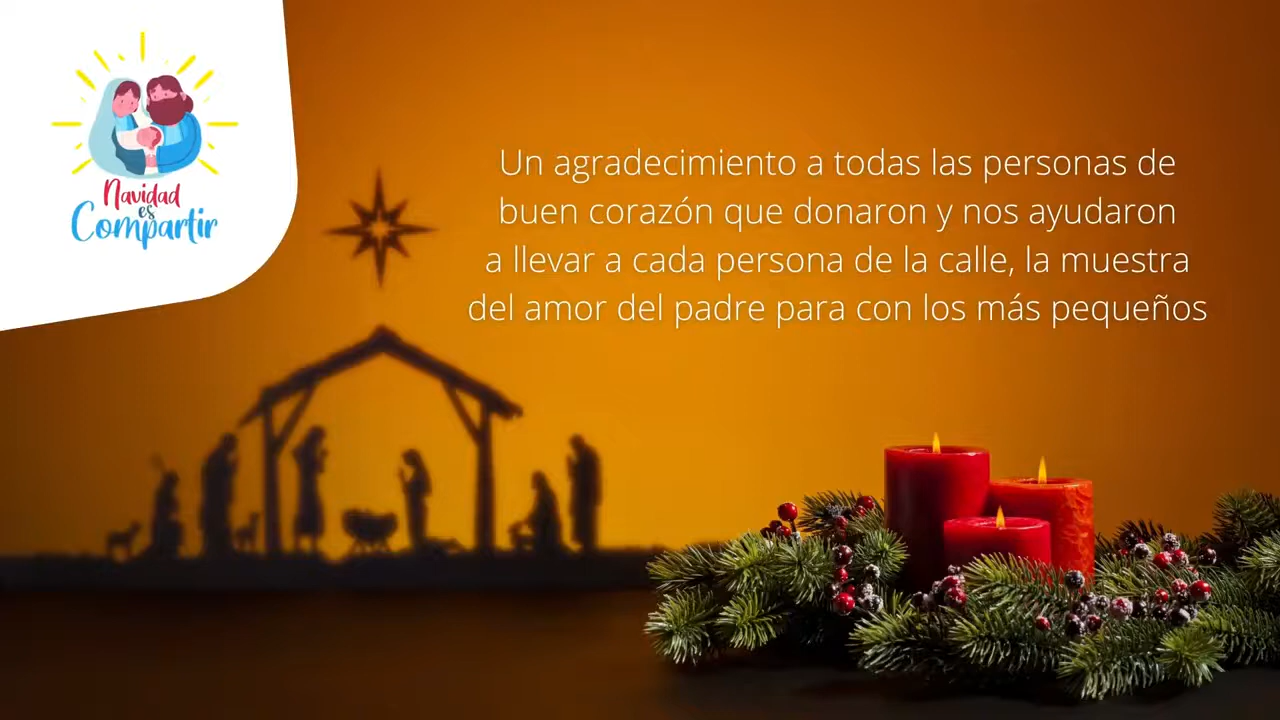 Navidad
es
Compartir
Un agradecimiento a todas las personas de
buen corazón que donaron y nos ayudaron
a llevar a cada persona de la calle, la muestra
del amor del padre para con los más pequeños